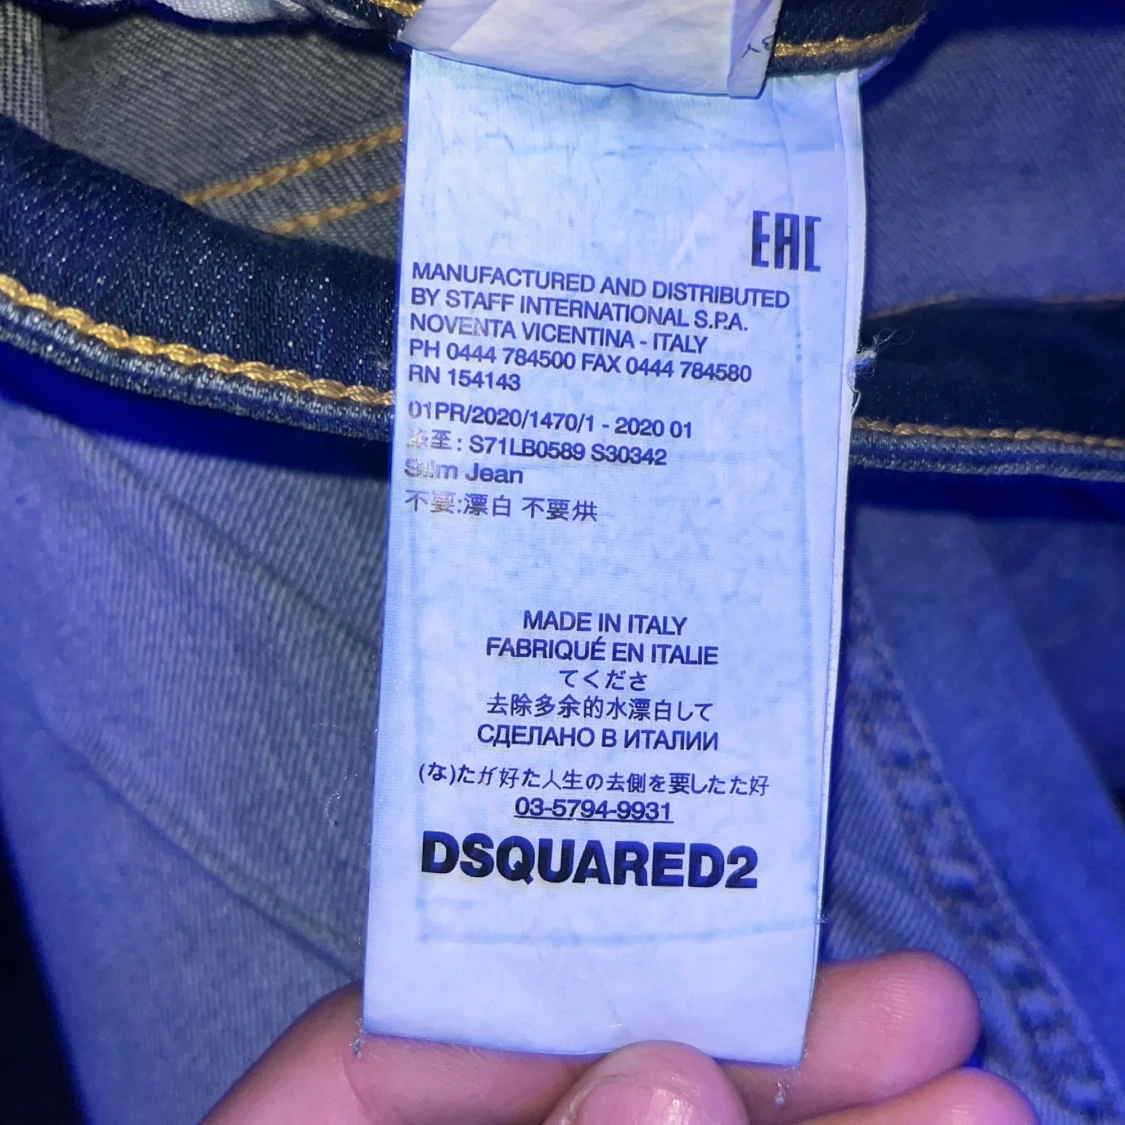 EAC
MANUFACTURED AND DISTRIBUTED
BY STAFF INTERNATIONAL S.P.A.
NOVENTA VICENTINA - ITALY
PH 0444 784500 FAX 0444 784580
RN 154143
01PR/2020/1470/1 - 2020 01
至: S71LB0589 S30342
Slim Jean
不要:漂白 不要烘
MADE IN ITALY
FABRIQUÉ EN ITALIE
てくださ
去除多余的水漂白して
СДЕЛАНО В ИТАЛИИ
(な)たが好た人生の去側を要したた好
03-5794-9931
DSQUARED2